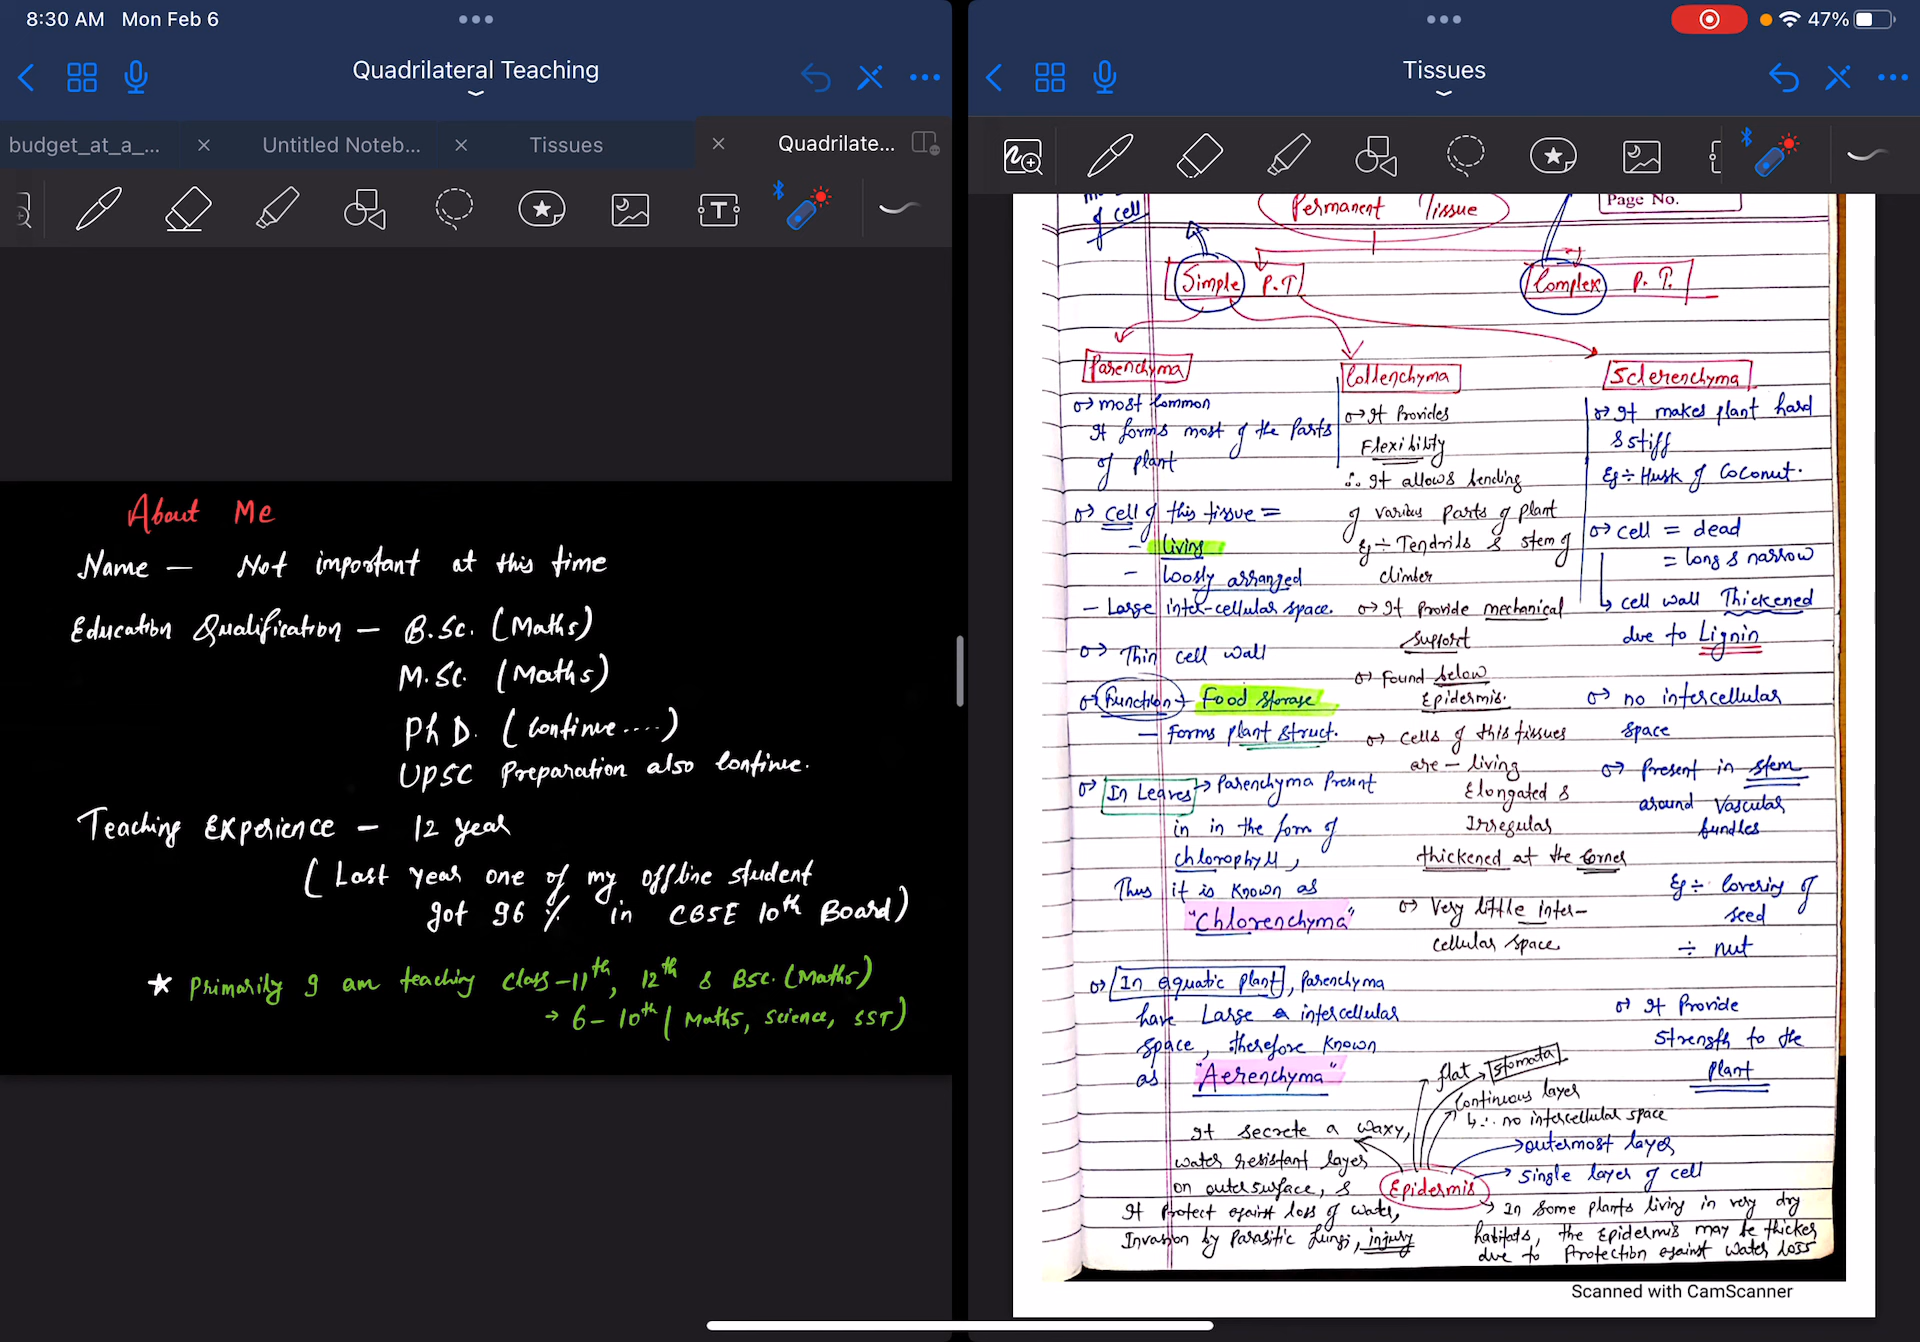 8:30 AM Mon Feb 6
47%
Quadrilateral Teaching
Tissues
budget_at_a_...
Untitled Noteb...
Tissues
Quadrilate...
About Me
Name — Not important at this time
Education Qualification — B.Sc. (Maths)
M.Sc. (Maths)
Ph D. (Continue....)
UPSC Preparation also Continue.
Teaching Experience — 12 year
(Last year one of my offline student
got 96 % in CBSE 10th Board)
★ Primarily I am teaching Class-11th, 12th & BSc. (Maths)
→ 6-10th (Maths, Science, SST)
of cell
Permanent Tissue
Page No.
Simple P.T
Complex P.T.
Parenchyma
most Common
It forms most of the Parts
of plant
cell of this tissue =
- living
- loosly arranged
- Large inter-cellular space.
Thin cell wall
Function - Food Storage
- Forms plant struct.
In Leaves → Parenchyma Present
in in the form of
chlorophyll,
Thus it is known as
"Chlorenchyma"
In aquatic plant, Parenchyma
have Large intercellular
space, therefore known
as "Aerenchyma"
Collenchyma
It Provides
Flexibility
∴ It allows bending
of various parts of plant
Eg ÷ Tendrils & stem of
climber
It Provide mechanical
support
Found below
Epidermis.
Cells of this tissues
are - living
Elongated &
Irregular
thickened at the Corner
Very little inter-
cellular space
Sclerenchyma
It makes plant hard
& stiff
Eg ÷ Husk of Coconut.
cell = dead
= long & narrow
cell wall Thickened
due to Lignin
no intercellular
space
Present in stem
around Vascular
bundles
Eg ÷ Covering of
seed
÷ nut
It Provide
Strength to the
plant
flat → Stomata
Continuous layer
∴ no intercellular space
outermost layer
Single layer of cell
Epidermis
It secrete a waxy,
water resistant layer
on outer surface, &
It Protect against loss of water,
Invasion by Parasitic fungi, injury
In Some plants living in very dry
habitats, the Epidermis may be thicker
due to Protection against water loss
Scanned with CamScanner